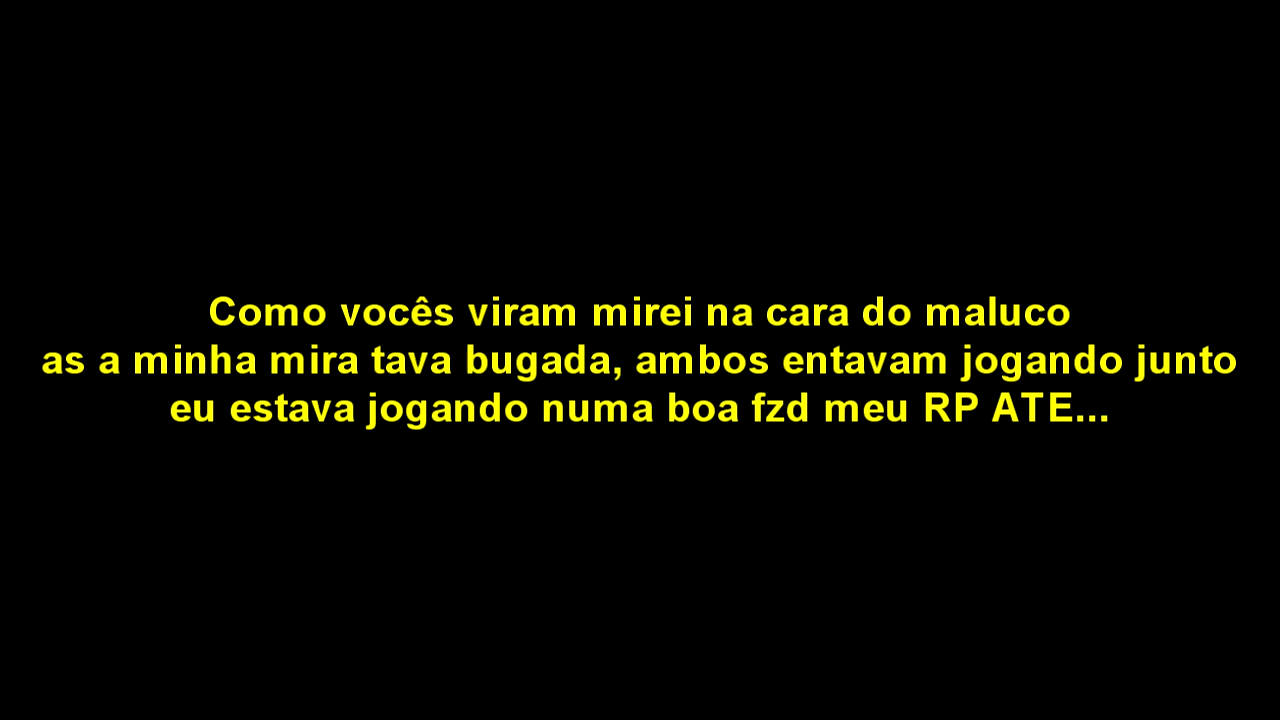 Como vocês viram mirei na cara do maluco
as a minha mira tava bugada, ambos entavam jogando junto
eu estava jogando numa boa fzd meu RP ATE...